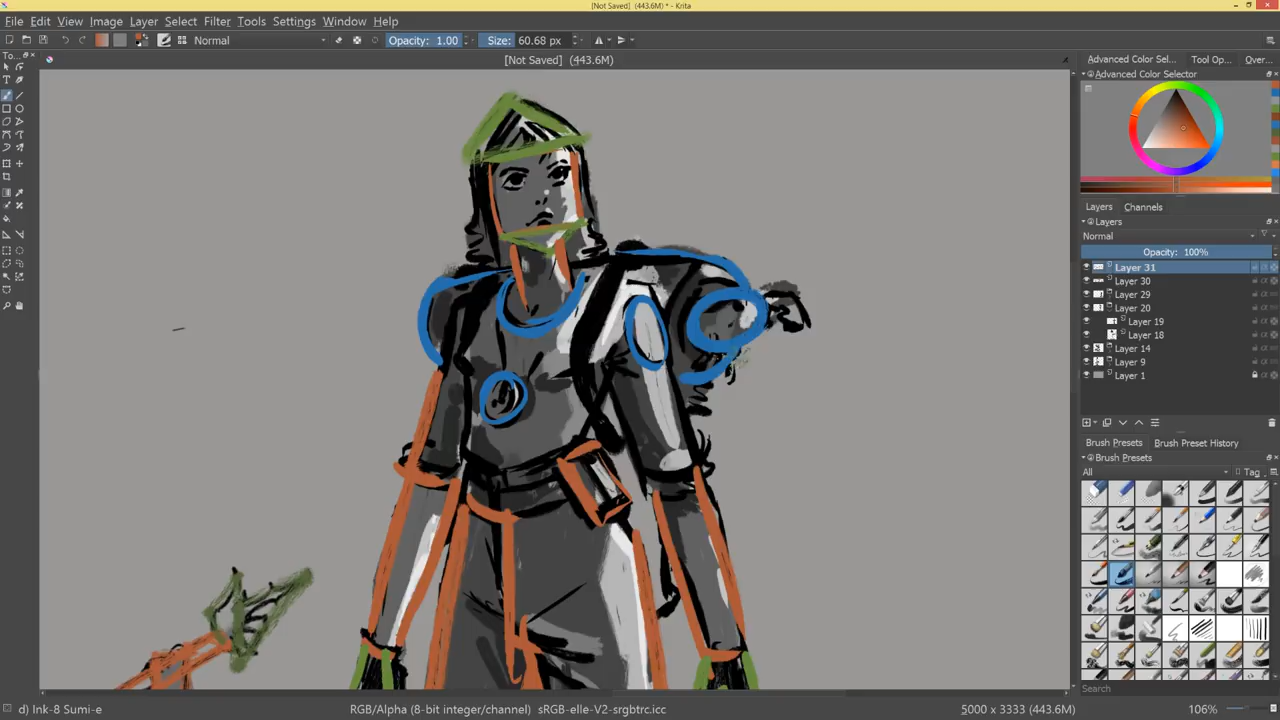 [Not Saved] (443.6M) * - Krita
File Edit View Image Layer Select Filter Tools Settings Window Help
Normal
Opacity: 1.00
Size: 60.68 px
To...
[Not Saved] (443.6M)
Advanced Color Sel...
Tool Op...
Over...
Advanced Color Selector
Layers
Channels
Layers
Normal
Opacity: 100%
Layer 31
Layer 30
Layer 29
Layer 20
Layer 19
Layer 18
Layer 14
Layer 9
Layer 1
Brush Presets
Brush Preset History
Brush Presets
All
Tag
Search
d) Ink-8 Sumi-e
RGB/Alpha (8-bit integer/channel) sRGB-elle-V2-srgbtrc.icc
5000 x 3333 (443.6M)
106%